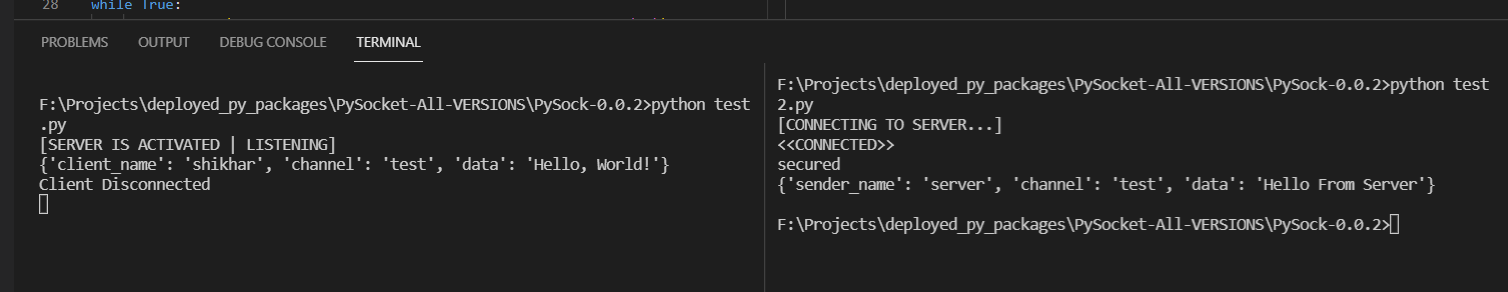 28 while True:
PROBLEMS OUTPUT DEBUG CONSOLE TERMINAL
F:\Projects\deployed_py_packages\PySocket-All-VERSIONS\PySock-0.0.2>python test
.py
[SERVER IS ACTIVATED | LISTENING]
{'client_name': 'shikhar', 'channel': 'test', 'data': 'Hello, World!'}
Client Disconnected
F:\Projects\deployed_py_packages\PySocket-All-VERSIONS\PySock-0.0.2>python test
2.py
[CONNECTING TO SERVER...]
<<CONNECTED>>
secured
{'sender_name': 'server', 'channel': 'test', 'data': 'Hello From Server'}
F:\Projects\deployed_py_packages\PySocket-All-VERSIONS\PySock-0.0.2>